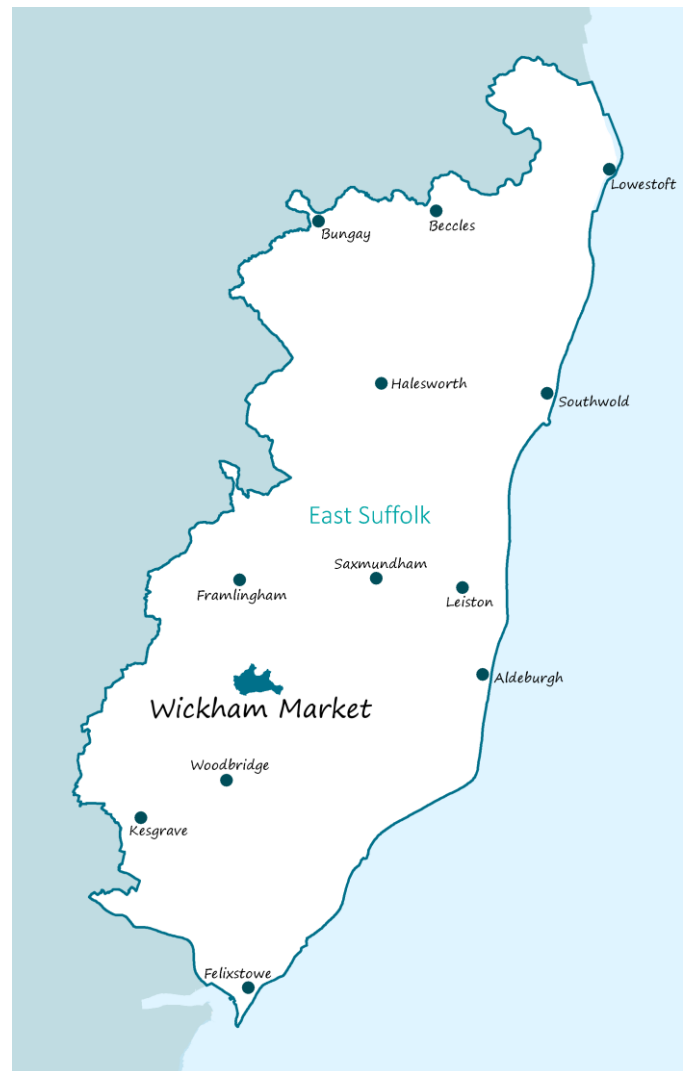 Lowestoft
Beccles
Bungay
Halesworth
Southwold
East Suffolk
Saxmundham
Framlingham
Leiston
Aldeburgh
Wickham Market
Woodbridge
Kesgrave
Felixstowe